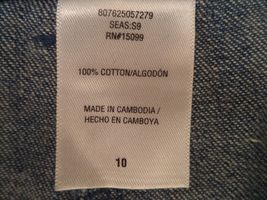 807625057279
SEAS:S9
RN#15099
100% COTTON/ALGODÓN
MADE IN CAMBODIA /
HECHO EN CAMBOYA
10